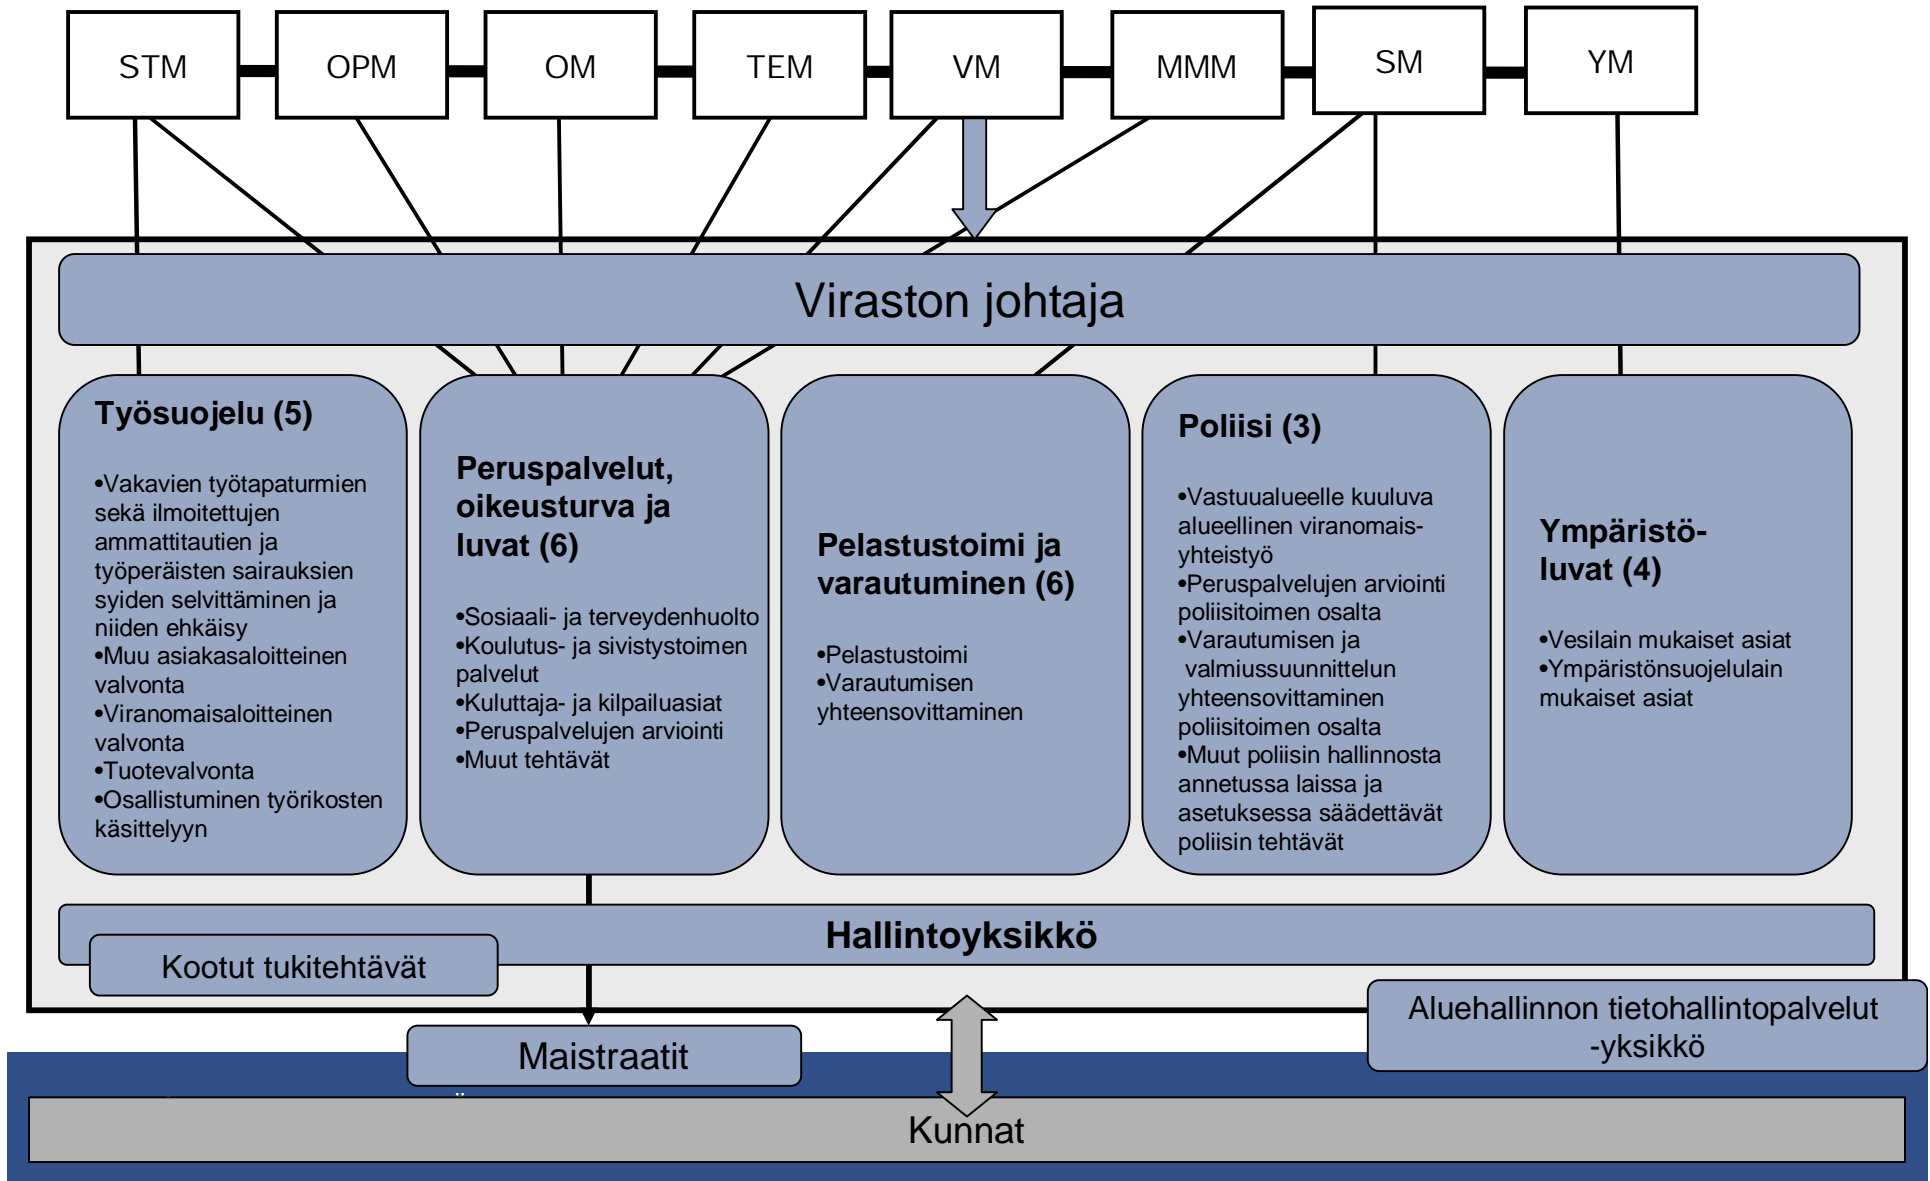 STM
OPM
OM
TEM
VM
MMM
SM
YM
Viraston johtaja
Työsuojelu (5)
•Vakavien työtapaturmien
sekä ilmoitettujen
ammattitautien ja
työperäisten sairauksien
syiden selvittäminen ja
niiden ehkäisy
•Muu asiakasaloitteinen
valvonta
•Viranomaisaloitteinen
valvonta
•Tuotevalvonta
•Osallistuminen työrikosten
käsittelyyn
Peruspalvelut,
oikeusturva ja
luvat (6)
•Sosiaali- ja terveydenhuolto
•Koulutus- ja sivistystoimen
palvelut
•Kuluttaja- ja kilpailuasiat
•Peruspalvelujen arviointi
•Muut tehtävät
Pelastustoimi ja
varautuminen (6)
•Pelastustoimi
•Varautumisen
yhteensovittaminen
Poliisi (3)
•Vastuualueelle kuuluva
alueellinen viranomais-
yhteistyö
•Peruspalvelujen arviointi
poliisitoimen osalta
•Varautumisen ja
valmiussuunnittelun
yhteensovittaminen
poliisitoimen osalta
•Muut poliisin hallinnosta
annetussa laissa ja
asetuksessa säädettävät
poliisin tehtävät
Ympäristö-
luvat (4)
•Vesilain mukaiset asiat
•Ympäristönsuojelulain
mukaiset asiat
Hallintoyksikkö
Kootut tukitehtävät
Aluehallinnon tietohallintopalvelut
-yksikkö
Maistraatit
Kunnat